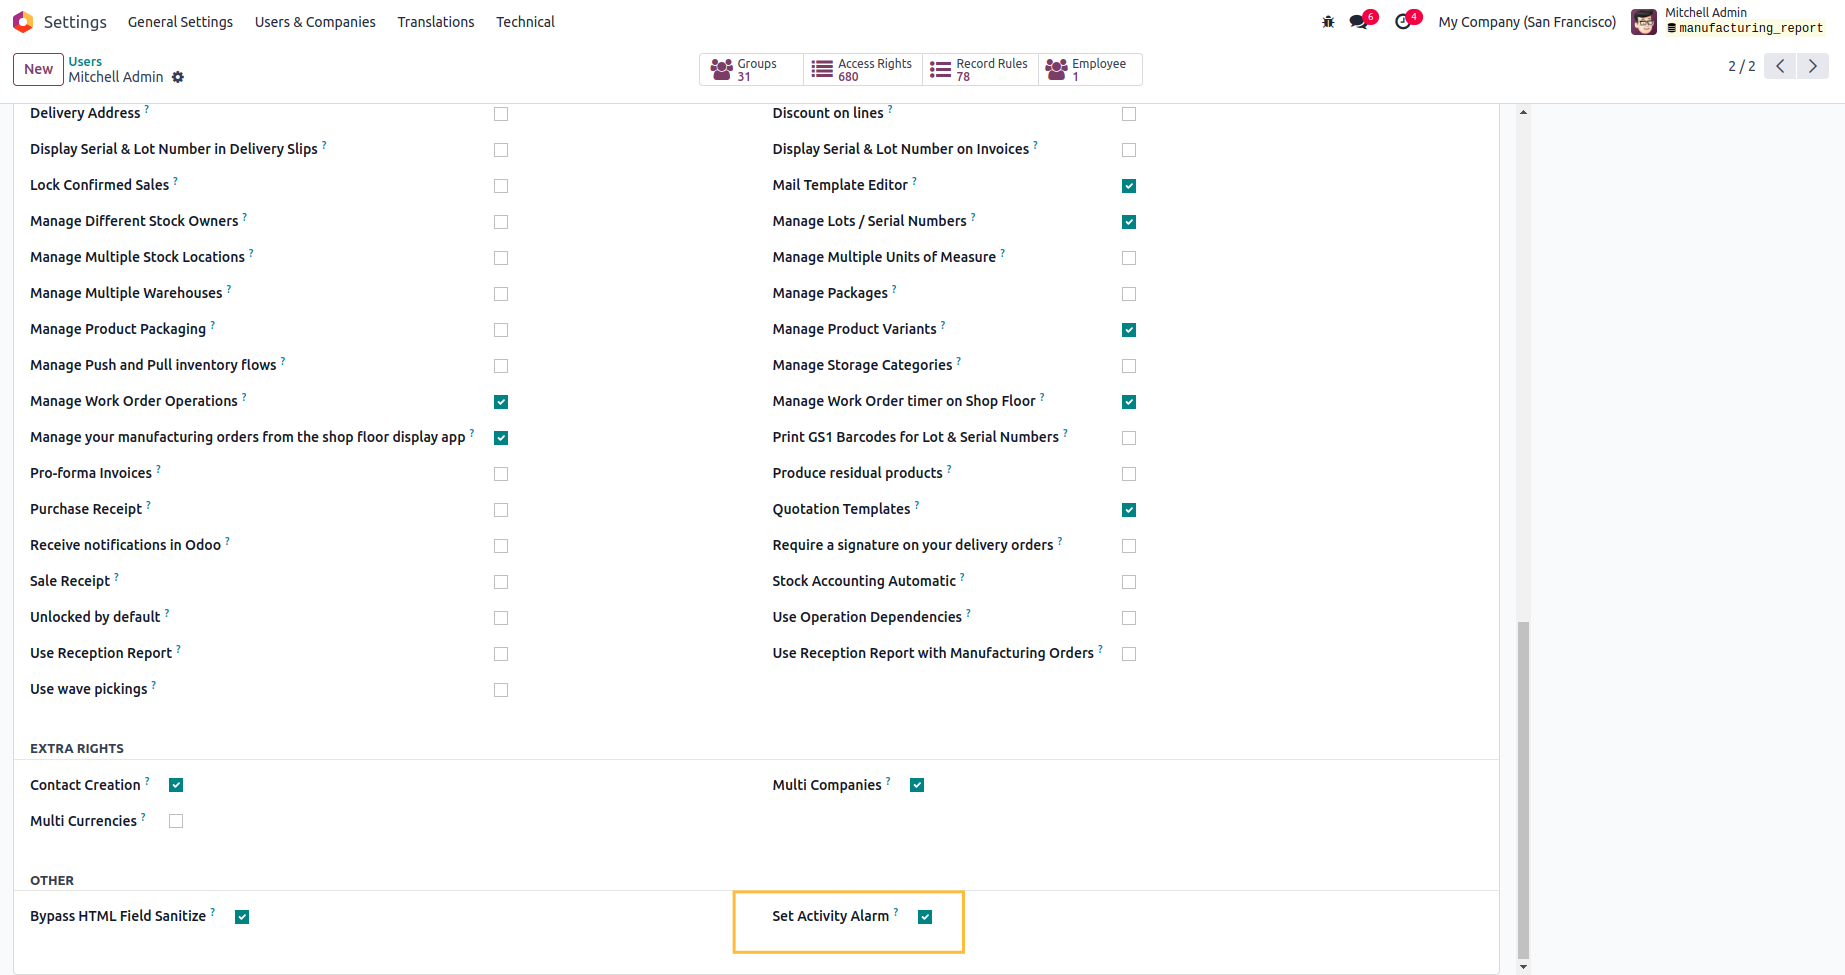 Settings General Settings Users & Companies Translations Technical 6 4 My Company (San Francisco) Mitchell Admin
manufacturing_report
New Users
Mitchell Admin
Groups 31 Access Rights 680 Record Rules 78 Employee 1
2 / 2
Delivery Address ? Discount on lines ?
Display Serial & Lot Number in Delivery Slips ? Display Serial & Lot Number on Invoices ?
Lock Confirmed Sales ? Mail Template Editor ?
Manage Different Stock Owners ? Manage Lots / Serial Numbers ?
Manage Multiple Stock Locations ? Manage Multiple Units of Measure ?
Manage Multiple Warehouses ? Manage Packages ?
Manage Product Packaging ? Manage Product Variants ?
Manage Push and Pull inventory flows ? Manage Storage Categories ?
Manage Work Order Operations ? Manage Work Order timer on Shop Floor ?
Manage your manufacturing orders from the shop floor display app ? Print GS1 Barcodes for Lot & Serial Numbers ?
Pro-forma Invoices ? Produce residual products ?
Purchase Receipt ? Quotation Templates ?
Receive notifications in Odoo ? Require a signature on your delivery orders ?
Sale Receipt ? Stock Accounting Automatic ?
Unlocked by default ? Use Operation Dependencies ?
Use Reception Report ? Use Reception Report with Manufacturing Orders ?
Use wave pickings ?
EXTRA RIGHTS
Contact Creation ? Multi Companies ?
Multi Currencies ?
OTHER
Bypass HTML Field Sanitize ? Set Activity Alarm ?